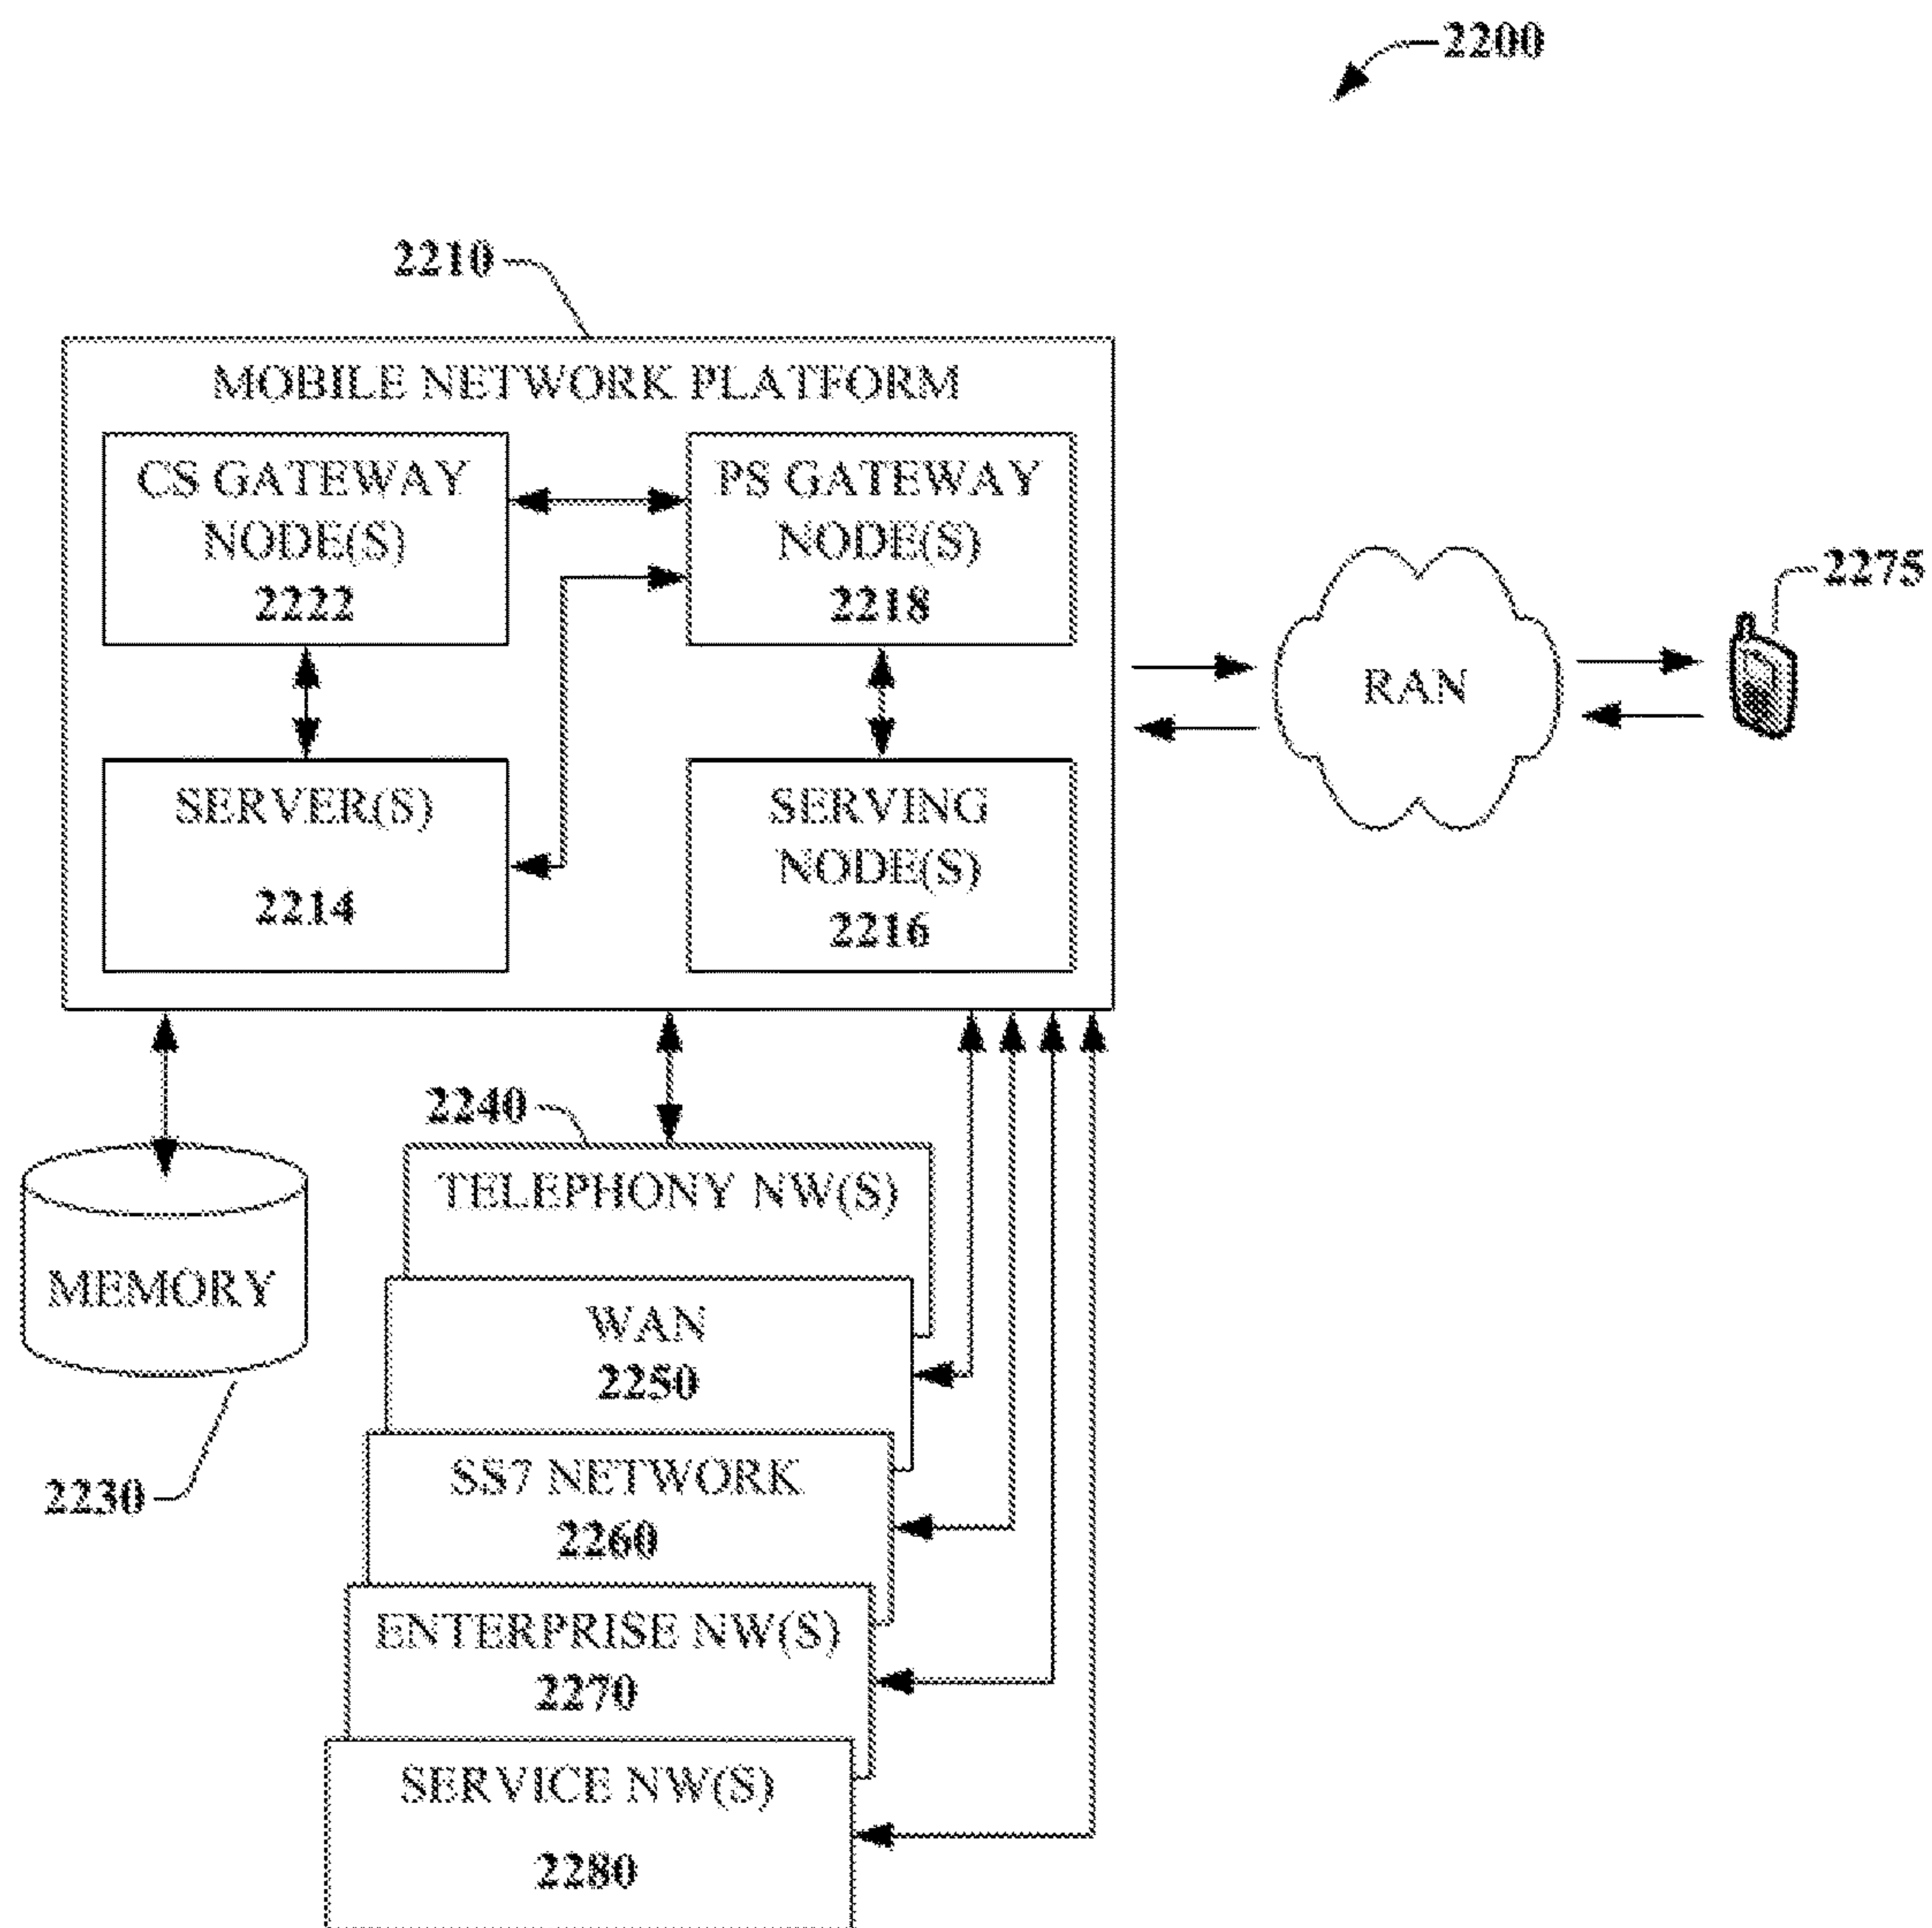 2200
2210
MOBILE NETWORK PLATFORM
CS GATEWAY
NODE(S)
2222
PS GATEWAY
NODE(S)
2218
SERVER(S)
2214
SERVING
NODE(S)
2216
RAN
2275
2240
TELEPHONY NW(S)
MEMORY
2230
WAN
2250
SS7 NETWORK
2260
ENTERPRISE NW(S)
2270
SERVICE NW(S)
2280